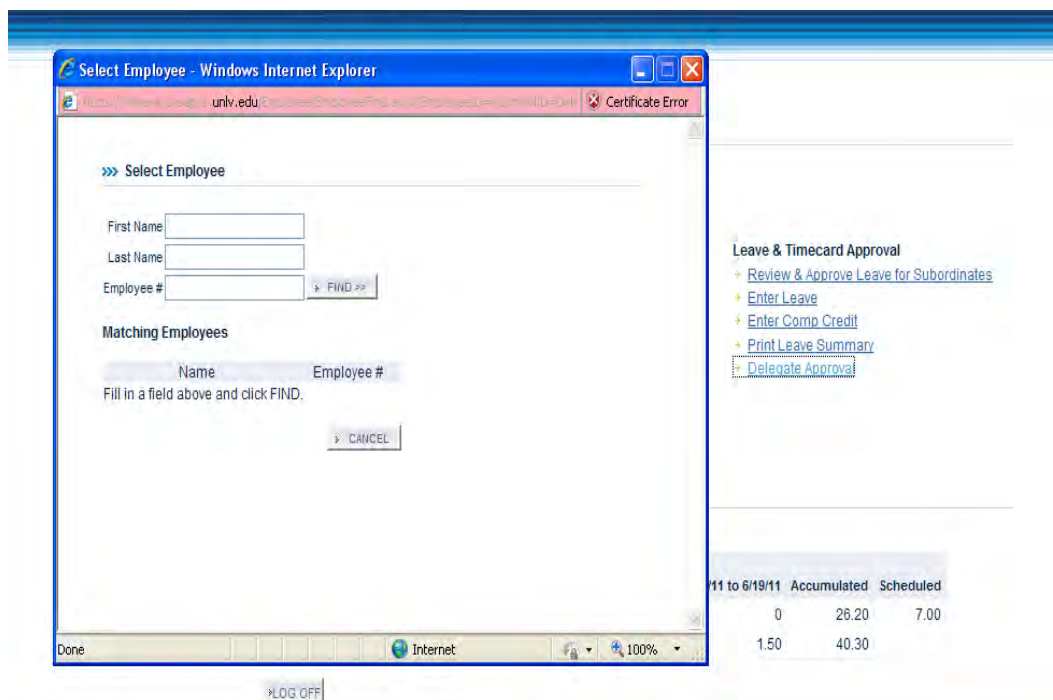 Select Employee - Windows Internet Explorer
unlv.edu
Certificate Error
››› Select Employee
First Name
Last Name
Employee #
FIND >>
Matching Employees
Name Employee #
Fill in a field above and click FIND.
CANCEL
Done
Internet
100%
Leave & Timecard Approval
Review & Approve Leave for Subordinates
Enter Leave
Enter Comp Credit
Print Leave Summary
Delegate Approval
/11 to 6/19/11 Accumulated Scheduled
0 26.20 7.00
1.50 40.30
LOG OFF